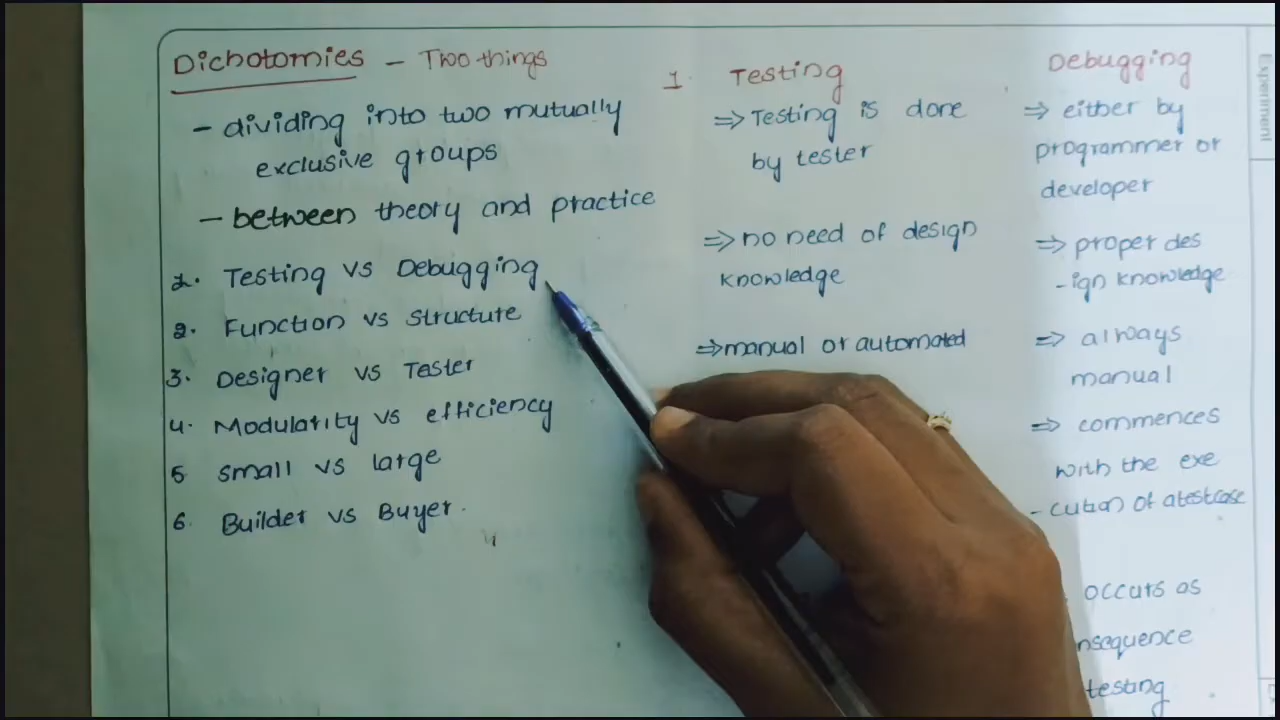 Dichotomies - Two things
- dividing into two mutually
exclusive groups
- between theory and practice
1. Testing vs Debugging
2. Function vs structure
3. Designer vs Tester
4. Modularity vs efficiency
5 small vs large
6. Builder vs Buyer.
1. Testing
⇒ Testing is done
by tester
⇒ no need of design
knowledge
⇒ manual or automated
Debugging
⇒ either by
programmer or
developer
⇒ proper des
-ign knowledge
⇒ always
manual
⇒ commences
with the exe
-cution of a testcase
occurs as
nsequence
testing
Experiment